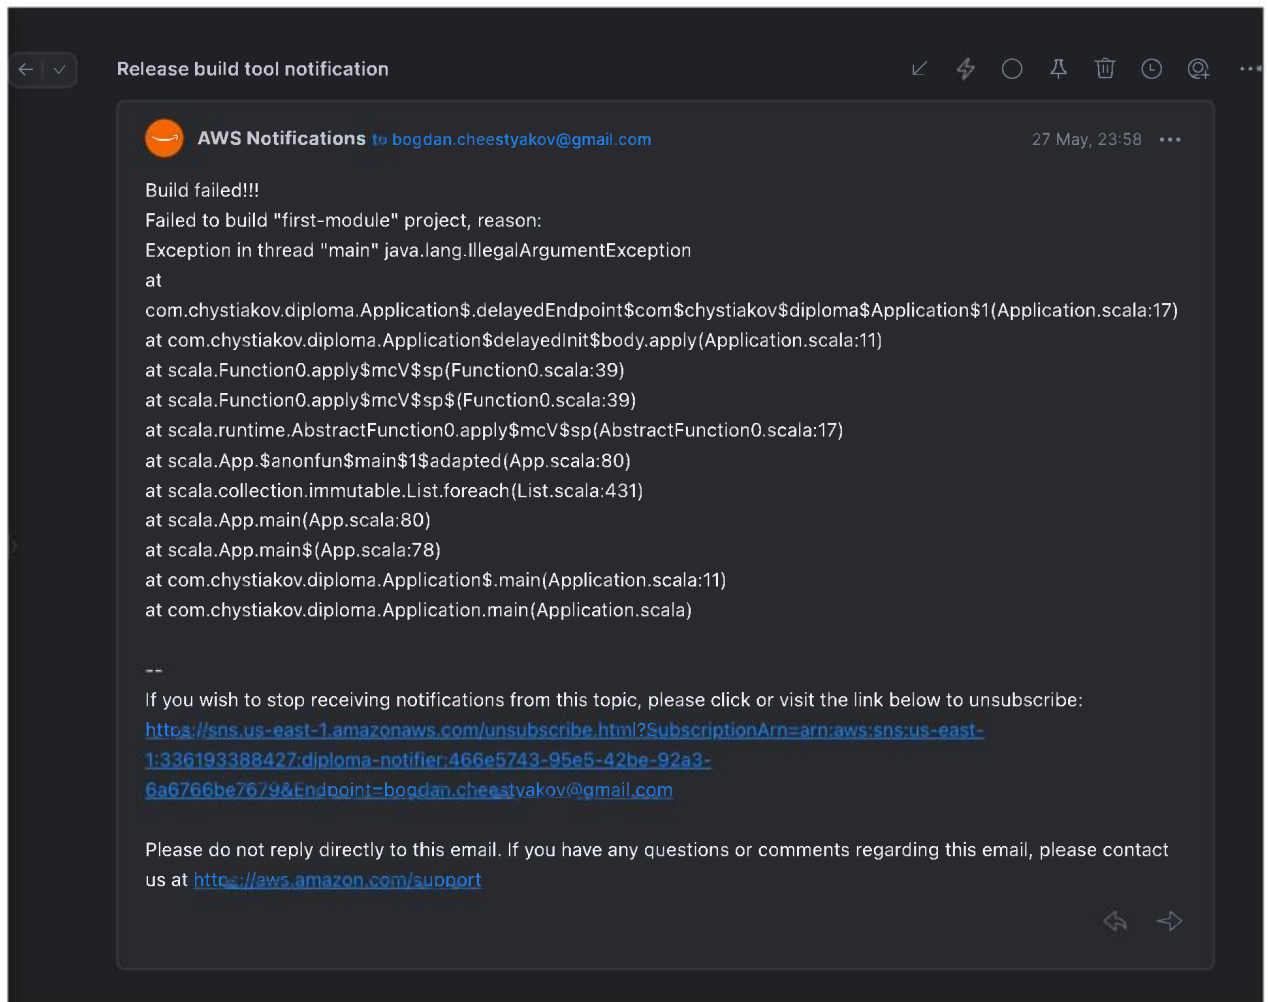 Release build tool notification
AWS Notifications to bogdan.cheestyakov@gmail.com 27 May, 23:58
Build failed!!!
Failed to build "first-module" project, reason:
Exception in thread "main" java.lang.IllegalArgumentException
at
com.chystiakov.diploma.Application$.delayedEndpoint$com$chystiakov$diploma$Application$1(Application.scala:17)
at com.chystiakov.diploma.Application$delayedInit$body.apply(Application.scala:11)
at scala.Function0.apply$mcV$sp(Function0.scala:39)
at scala.Function0.apply$mcV$sp$(Function0.scala:39)
at scala.runtime.AbstractFunction0.apply$mcV$sp(AbstractFunction0.scala:17)
at scala.App.$anonfun$main$1$adapted(App.scala:80)
at scala.collection.immutable.List.foreach(List.scala:431)
at scala.App.main(App.scala:80)
at scala.App.main$(App.scala:78)
at com.chystiakov.diploma.Application$.main(Application.scala:11)
at com.chystiakov.diploma.Application.main(Application.scala)
--
If you wish to stop receiving notifications from this topic, please click or visit the link below to unsubscribe:
https://sns.us-east-1.amazonaws.com/unsubscribe.html?SubscriptionArn=arn:aws:sns:us-east-
1:336193388427:diploma-notifier:466e5743-95e5-42be-92a3-
6a6766be7679&Endpoint=bogdan.cheestyakov@gmail.com
Please do not reply directly to this email. If you have any questions or comments regarding this email, please contact
us at https://aws.amazon.com/support